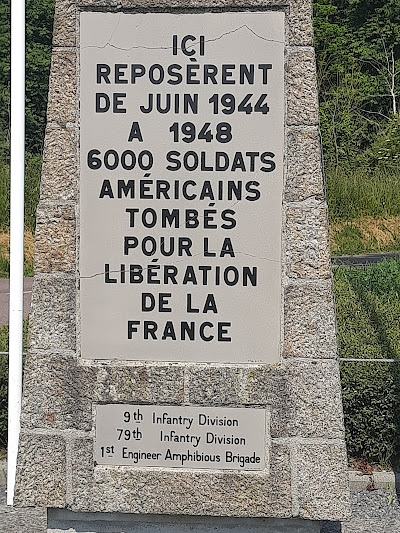 ICI
REPOSÈRENT
DE JUIN 1944
A 1948
6000 SOLDATS
AMÉRICAINS
TOMBÉS
POUR LA
LIBÉRATION
DE LA
FRANCE
9th Infantry Division
79th Infantry Division
1st Engineer Amphibious Brigade